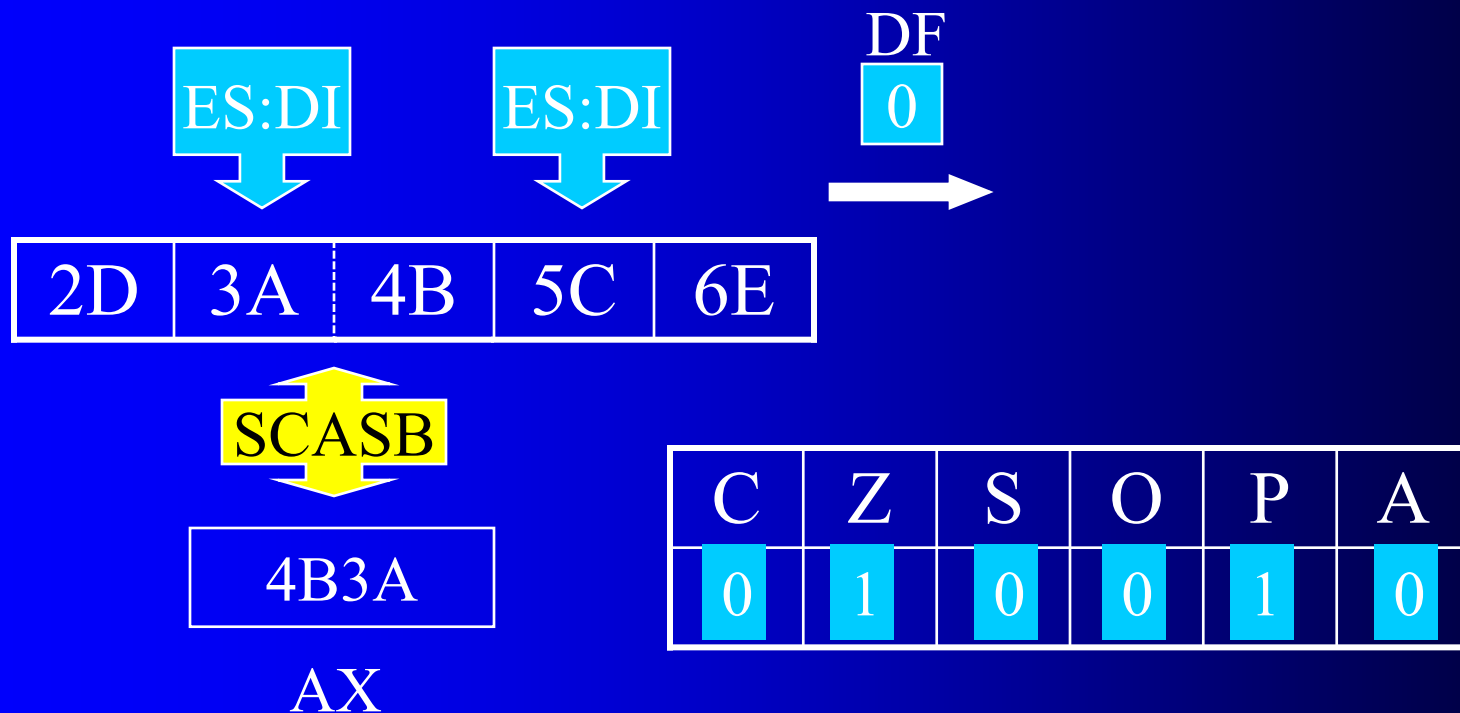 DF
ES:DI ES:DI 0
2D 3A 4B 5C 6E
SCASB
C Z S O P A
4B3A
0 1 0 0 1 0
AX